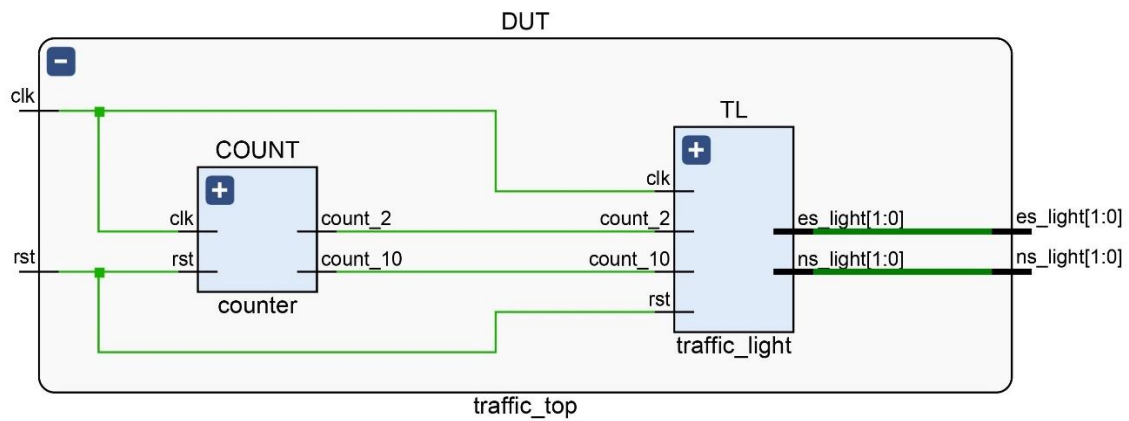 DUT
clk
TL
COUNT
clk
clk
count_2
count_2
es_light[1:0]
es_light[1:0]
rst
rst
count_10
count_10
ns_light[1:0]
ns_light[1:0]
rst
counter
traffic_light
traffic_top